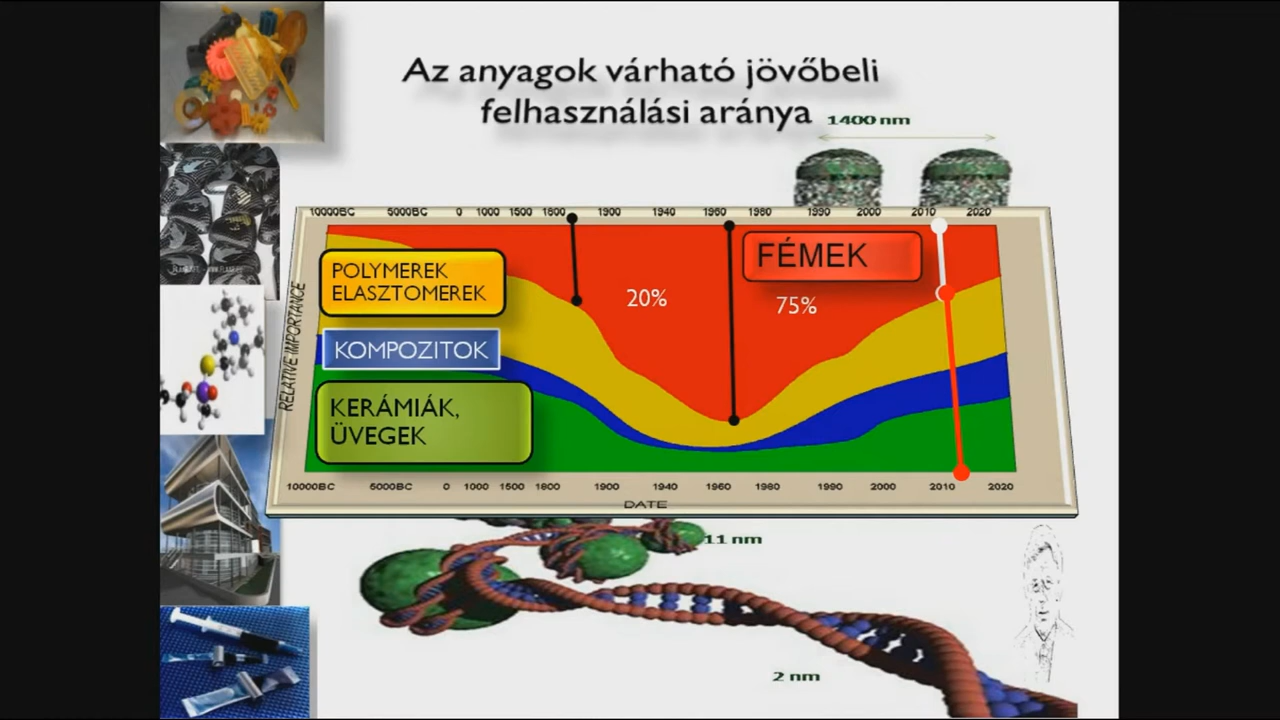 Az anyagok várható jövőbeli
felhasználási aránya
1400 nm
10000BC 5000BC 0 1000 1500 1800 1900 1940 1960 1980 1990 2000 2010 2020
FÉMEK
POLYMEREK
ELASZTOMEREK
20%
75%
RELATIVE IMPORTANCE
KOMPOZITOK
KERÁMIÁK,
ÜVEGEK
10000BC 5000BC 0 1000 1500 1800 1900 1940 1960 1980 1990 2000 2010 2020
DATE
11 nm
2 nm